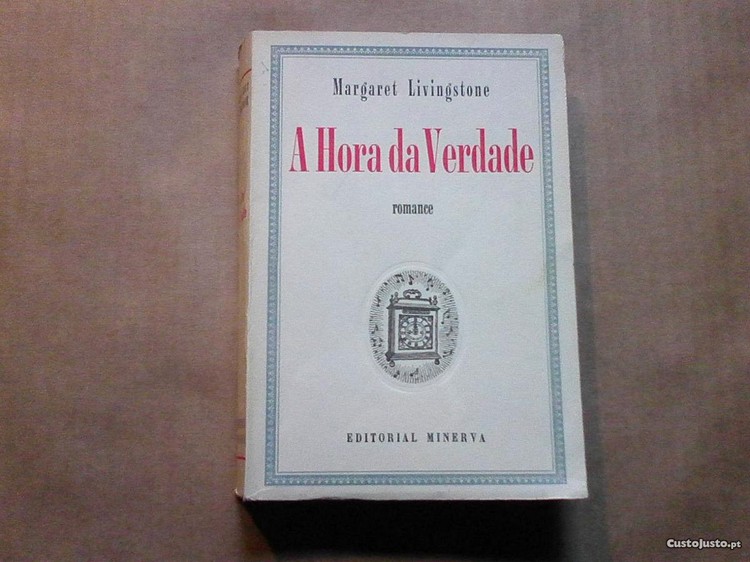 Margaret Livingstone
A Hora da Verdade
romance
EDITORIAL MINERVA
CustoJusto.pt